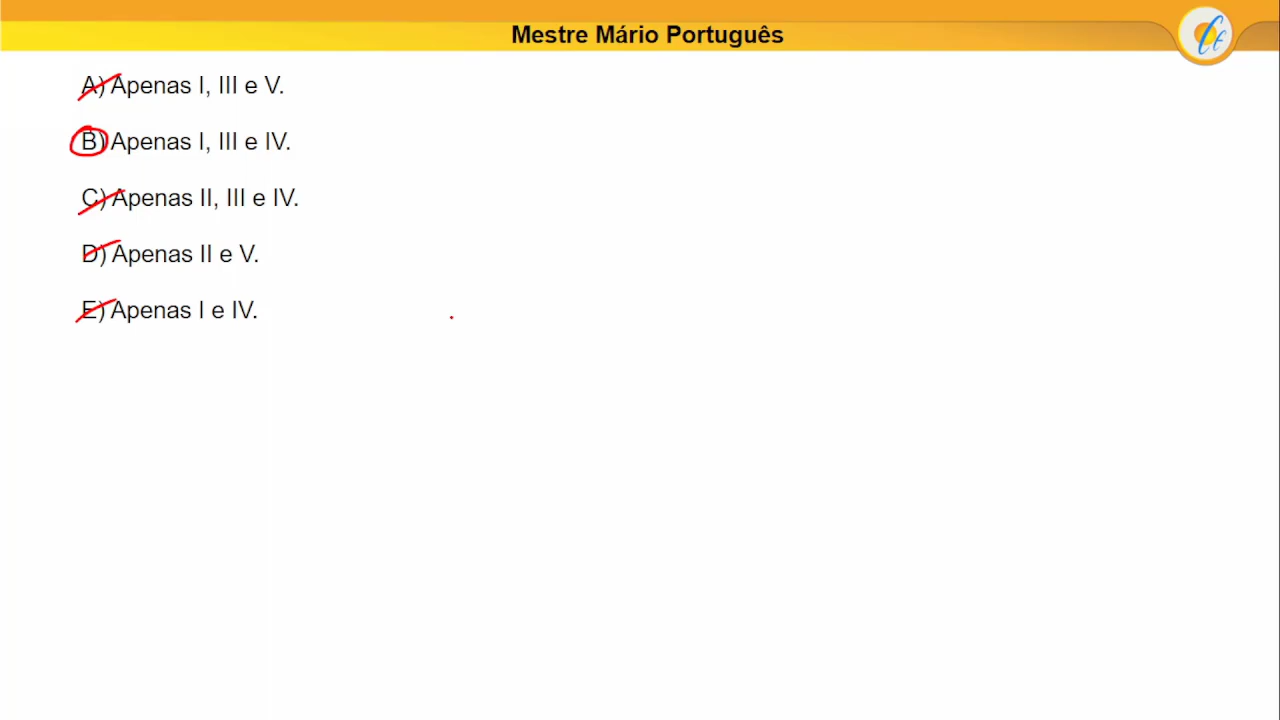 Mestre Mário Português
A) Apenas I, III e V.
B) Apenas I, III e IV.
C) Apenas II, III e IV.
D) Apenas II e V.
E) Apenas I e IV.